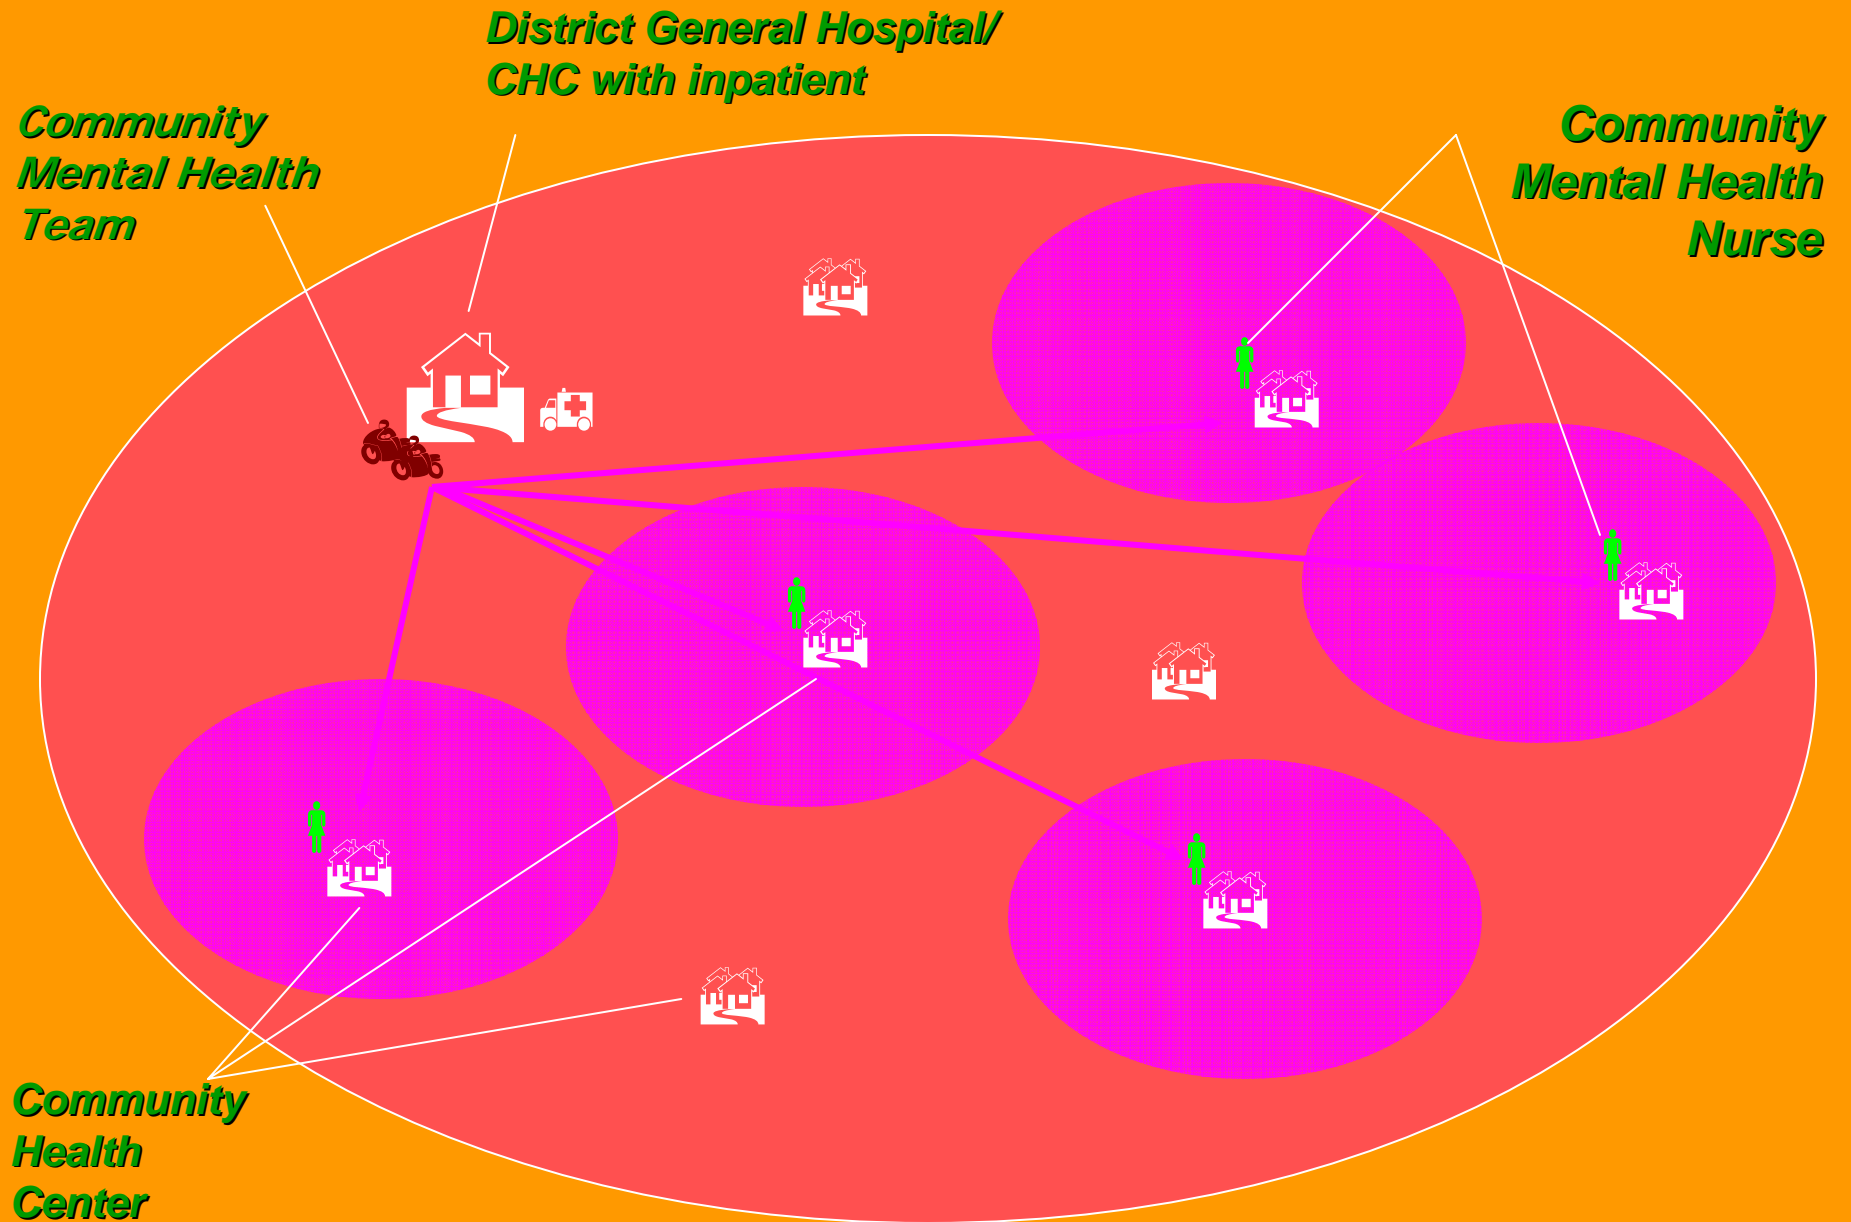 District General Hospital/
CHC with inpatient
Community
Mental Health
Team
Community
Mental Health
Nurse
Community
Health
Center